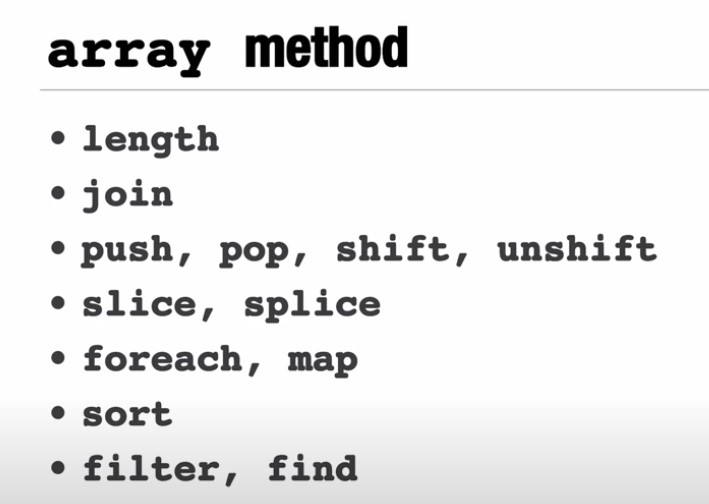 array method
• length
• join
• push, pop, shift, unshift
• slice, splice
• foreach, map
• sort
• filter, find